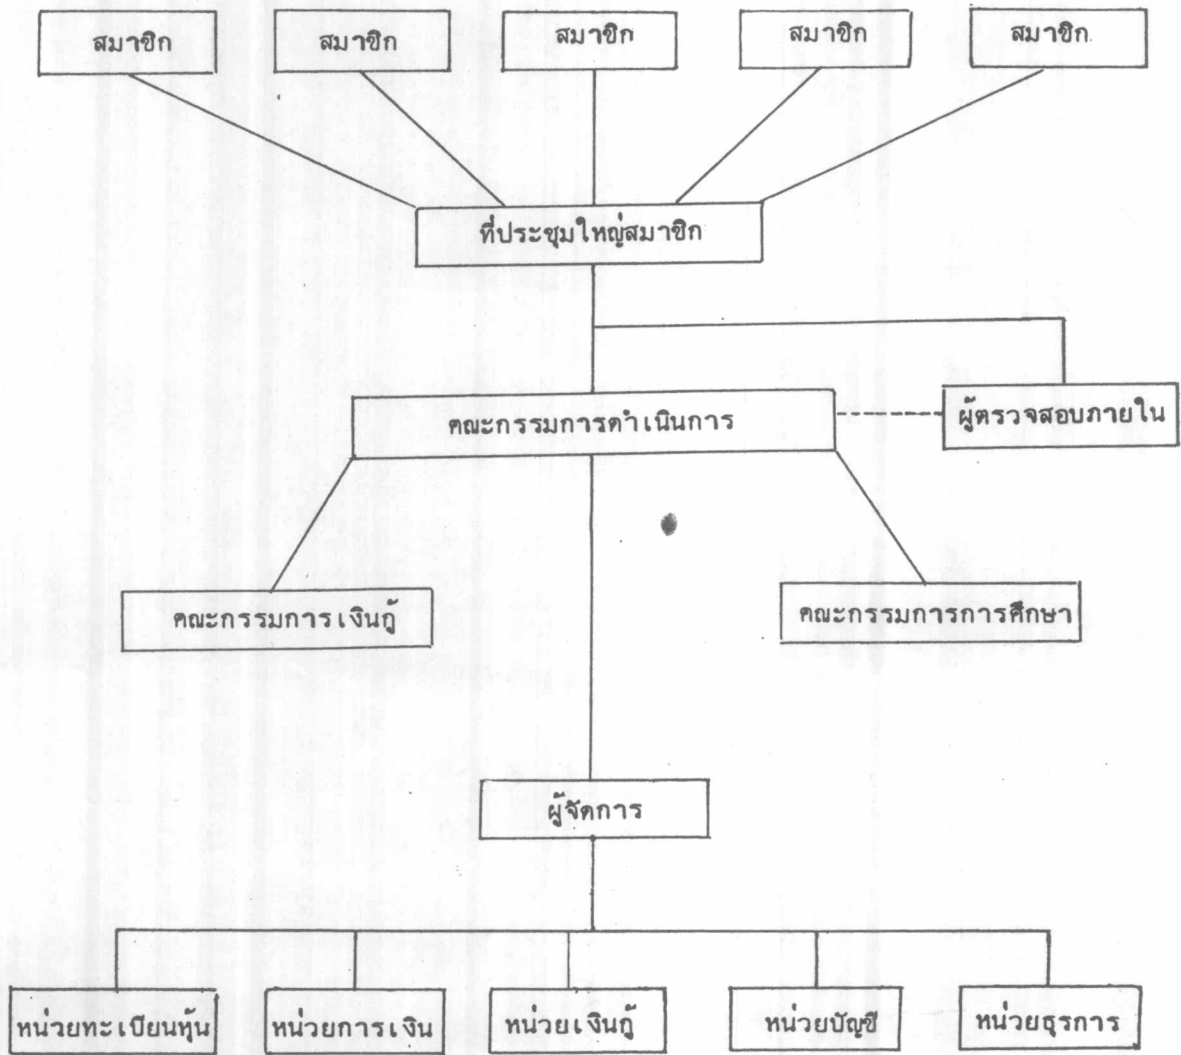 สมาชิก
สมาชิก
สมาชิก
สมาชิก
สมาชิก
ที่ประชุมใหญ่สมาชิก
คณะกรรมการดำเนินการ
ผู้ตรวจสอบภายใน
คณะกรรมการเงินกู้
คณะกรรมการการศึกษา
ผู้จัดการ
หน่วยทะเบียนหุ้น
หน่วยการเงิน
หน่วยเงินกู้
หน่วยบัญชี
หน่วยธุรการ